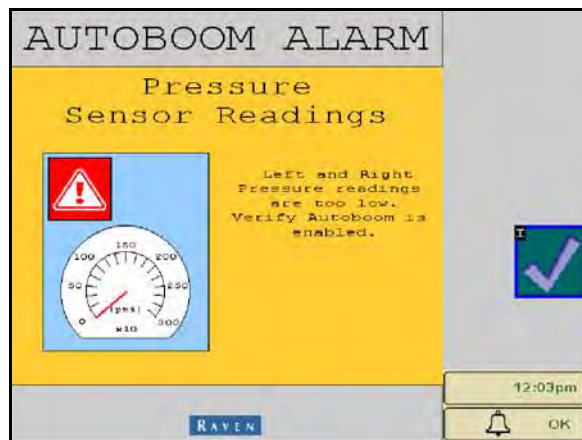 AUTOBOOM ALARM
Pressure
Sensor Readings
Left and Right
Pressure readings
are too low.
Verify Autoboom is
enabled.
I
150
100 200
50 250
(psi)
0 300
x10
12:03pm
RAVEN
OK